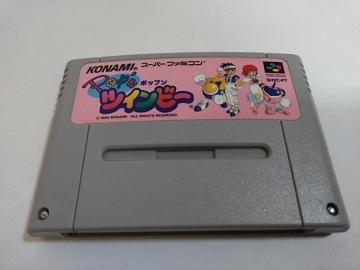 KONAMI® スーパーファミコン®
Pop'n ポップン
ツインビー®
© 1993 KONAMI ALL RIGHTS RESERVED.
SHVC-PT